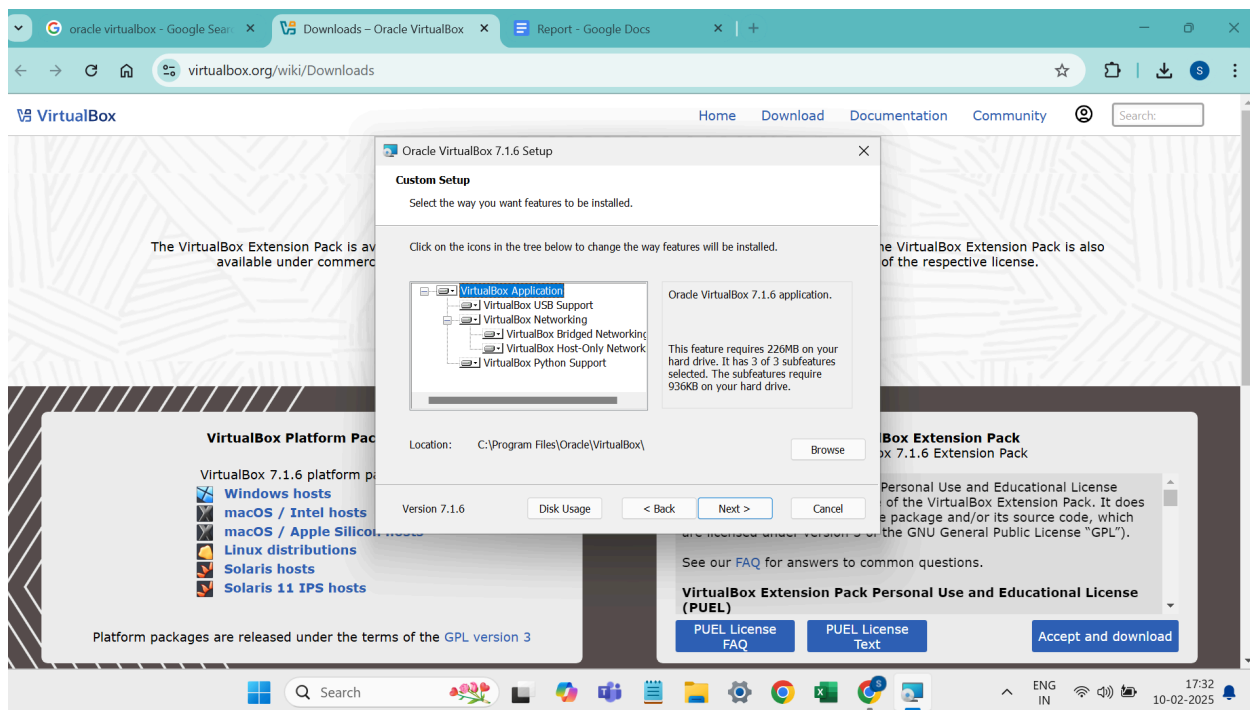 oracle virtualbox - Google Sear
Downloads – Oracle VirtualBox
Report - Google Docs
virtualbox.org/wiki/Downloads
S
VirtualBox
Home
Download
Documentation
Community
Search:
Oracle VirtualBox 7.1.6 Setup
Custom Setup
Select the way you want features to be installed.
Click on the icons in the tree below to change the way features will be installed.
VirtualBox Application
VirtualBox USB Support
VirtualBox Networking
VirtualBox Bridged Networking
VirtualBox Host-Only Network
VirtualBox Python Support
Oracle VirtualBox 7.1.6 application.
This feature requires 226MB on your
hard drive. It has 3 of 3 subfeatures
selected. The subfeatures require
936KB on your hard drive.
Location: C:\Program Files\Oracle\VirtualBox\
Browse
Version 7.1.6
Disk Usage
< Back
Next >
Cancel
The VirtualBox Extension Pack is av
available under commerc
he VirtualBox Extension Pack is also
of the respective license.
VirtualBox Platform Pac
VirtualBox 7.1.6 platform pa
Windows hosts
macOS / Intel hosts
macOS / Apple Silicon hosts
Linux distributions
Solaris hosts
Solaris 11 IPS hosts
Platform packages are released under the terms of the GPL version 3
lBox Extension Pack
ox 7.1.6 Extension Pack
Personal Use and Educational License
of the VirtualBox Extension Pack. It does
e package and/or its source code, which
are licensed under version 3 of the GNU General Public License “GPL”).
See our FAQ for answers to common questions.
VirtualBox Extension Pack Personal Use and Educational License
(PUEL)
PUEL License
FAQ
PUEL License
Text
Accept and download
Search
S
ENG
IN
17:32
10-02-2025